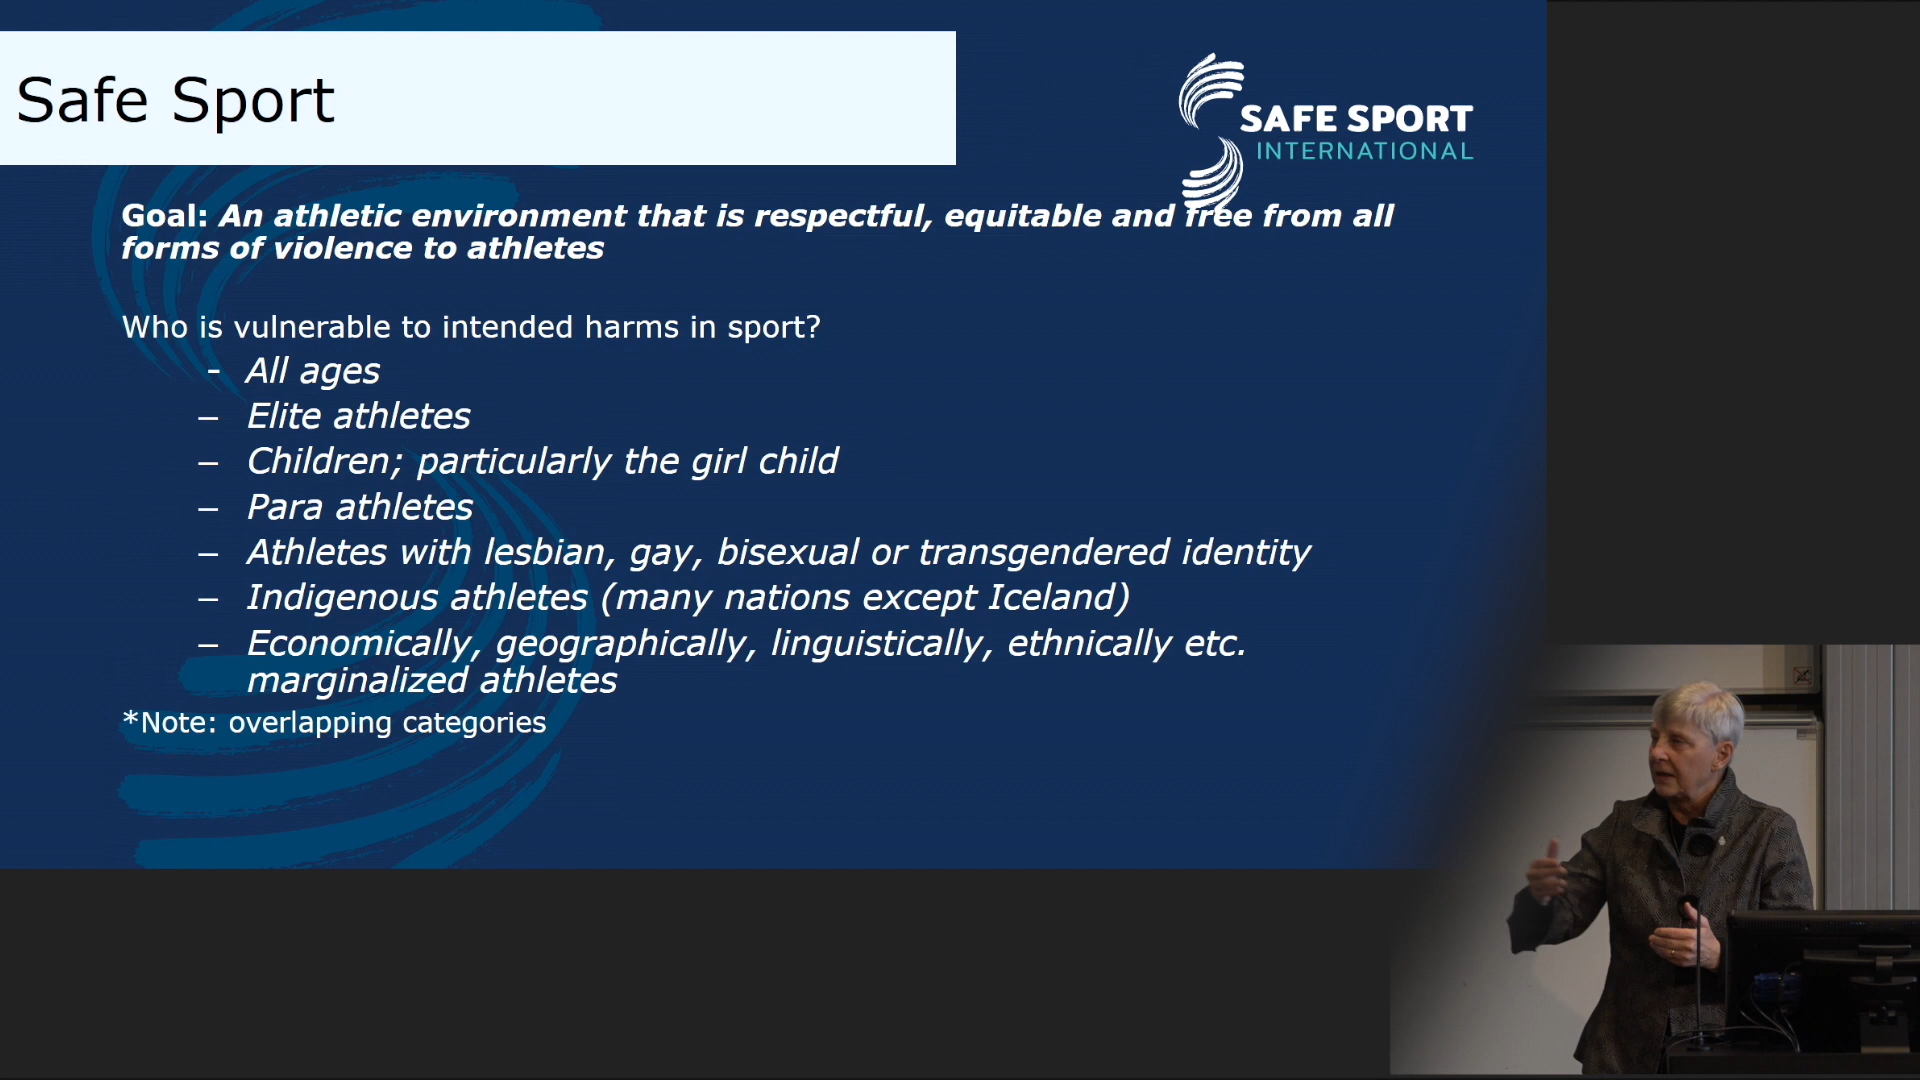 Safe Sport
SAFE SPORT
INTERNATIONAL
Goal: An athletic environment that is respectful, equitable and free from all
forms of violence to athletes
Who is vulnerable to intended harms in sport?
- All ages
– Elite athletes
– Children; particularly the girl child
– Para athletes
– Athletes with lesbian, gay, bisexual or transgendered identity
– Indigenous athletes (many nations except Iceland)
– Economically, geographically, linguistically, ethnically etc.
marginalized athletes
*Note: overlapping categories